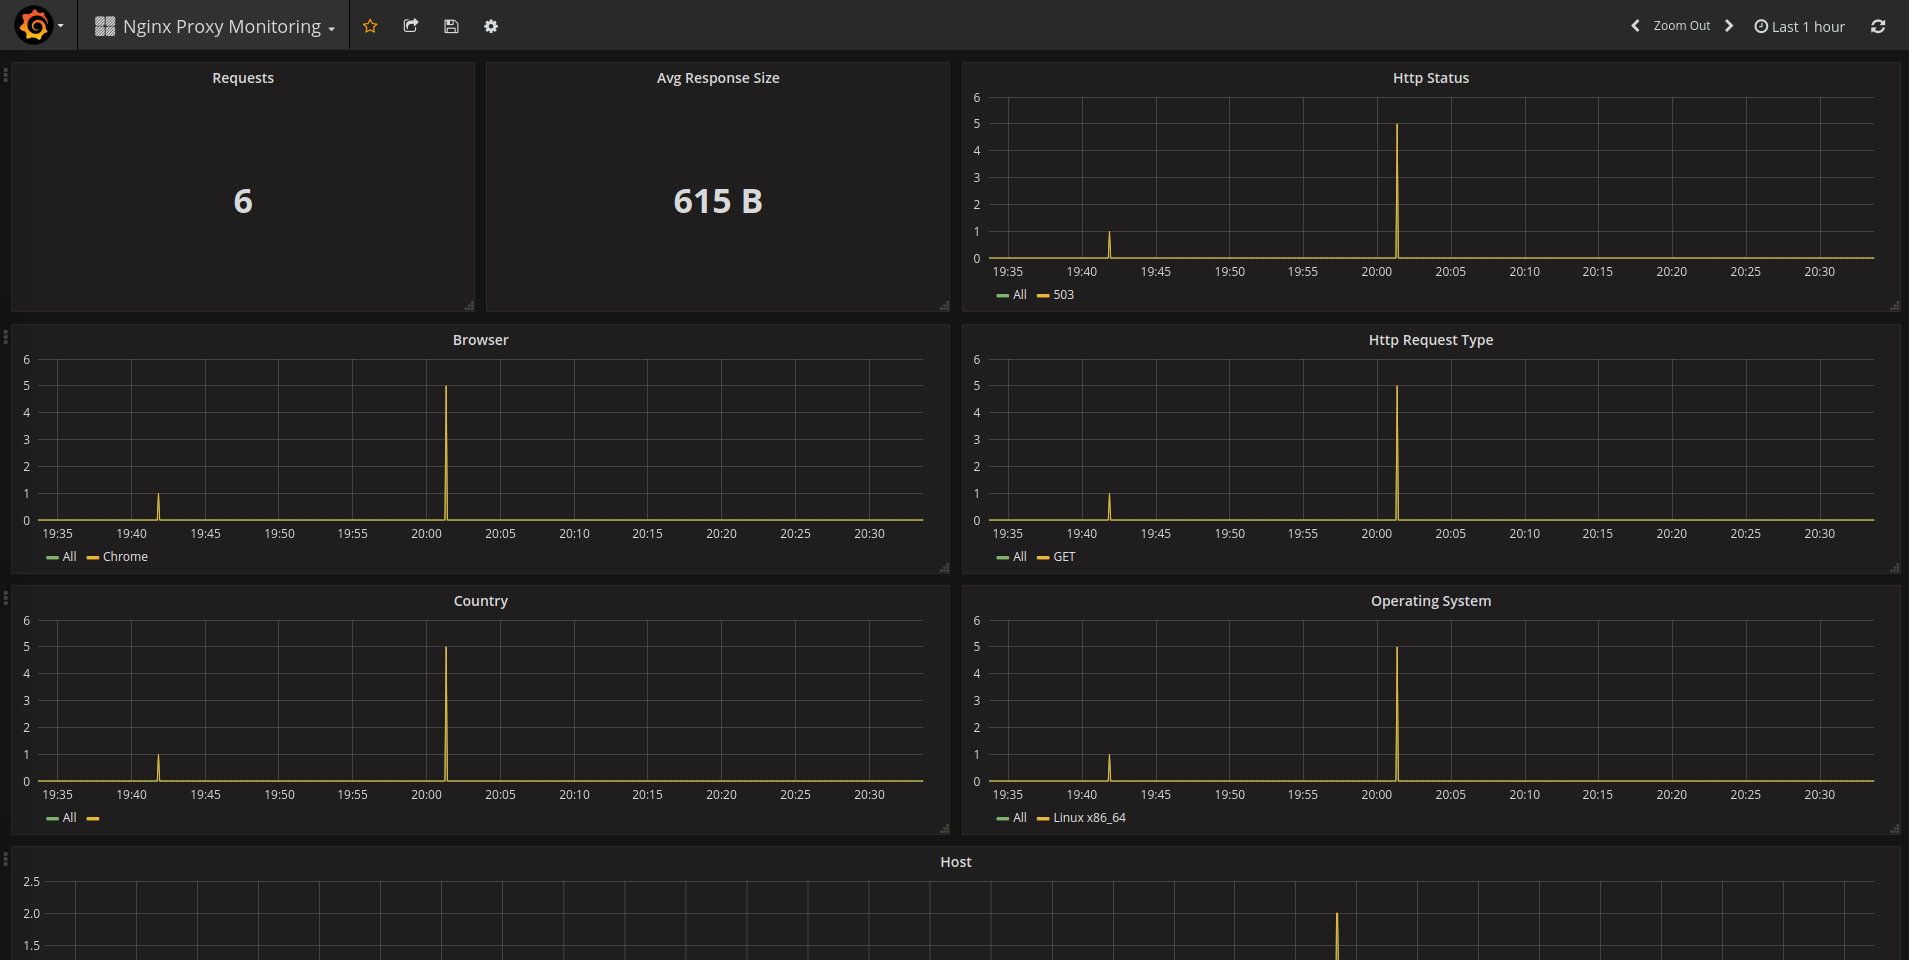 Nginx Proxy Monitoring
Zoom Out
Last 1 hour
Requests
6
Avg Response Size
615 B
Http Status
6
5
4
3
2
1
0
19:35 19:40 19:45 19:50 19:55 20:00 20:05 20:10 20:15 20:20 20:25 20:30
All 503
Browser
6
5
4
3
2
1
0
19:35 19:40 19:45 19:50 19:55 20:00 20:05 20:10 20:15 20:20 20:25 20:30
All Chrome
Http Request Type
6
5
4
3
2
1
0
19:35 19:40 19:45 19:50 19:55 20:00 20:05 20:10 20:15 20:20 20:25 20:30
All GET
Country
6
5
4
3
2
1
0
19:35 19:40 19:45 19:50 19:55 20:00 20:05 20:10 20:15 20:20 20:25 20:30
All
Operating System
6
5
4
3
2
1
0
19:35 19:40 19:45 19:50 19:55 20:00 20:05 20:10 20:15 20:20 20:25 20:30
All Linux x86_64
Host
2.5
2.0
1.5